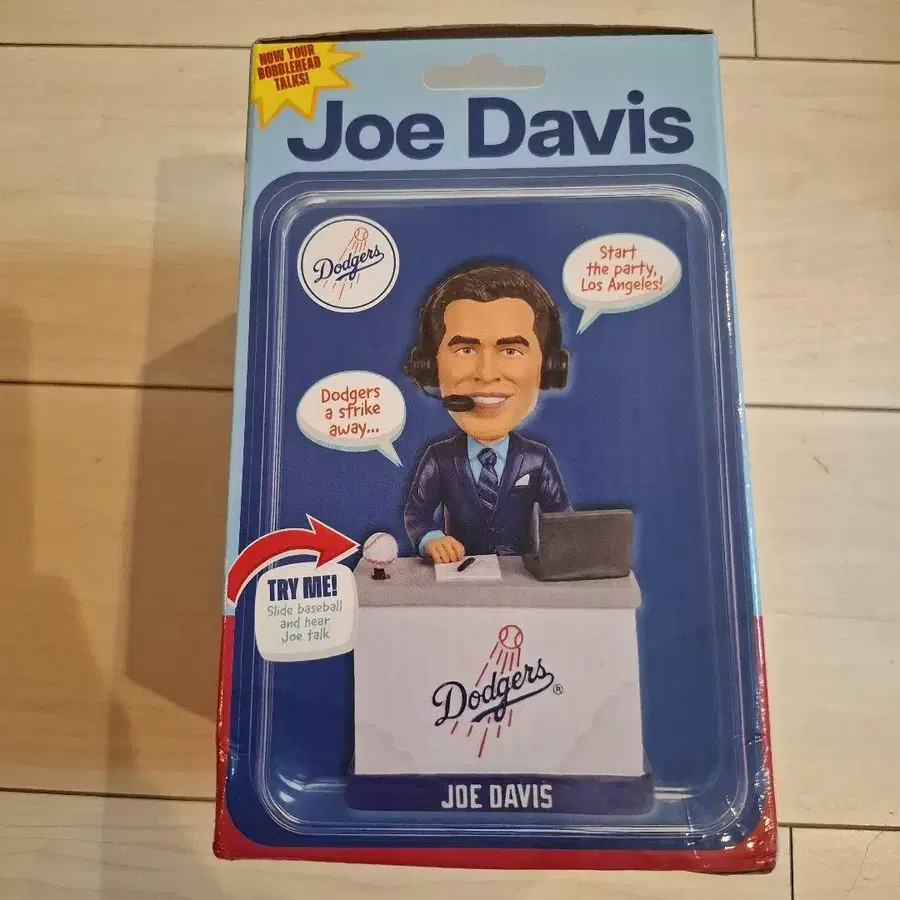 NOW YOUR
BOBBLEHEAD
TALKS!
Joe Davis
Dodgers
Start
the party,
Los Angeles!
Dodgers
a strike
away...
TRY ME!
Slide baseball
and hear
Joe talk
Dodgers®
JOE DAVIS